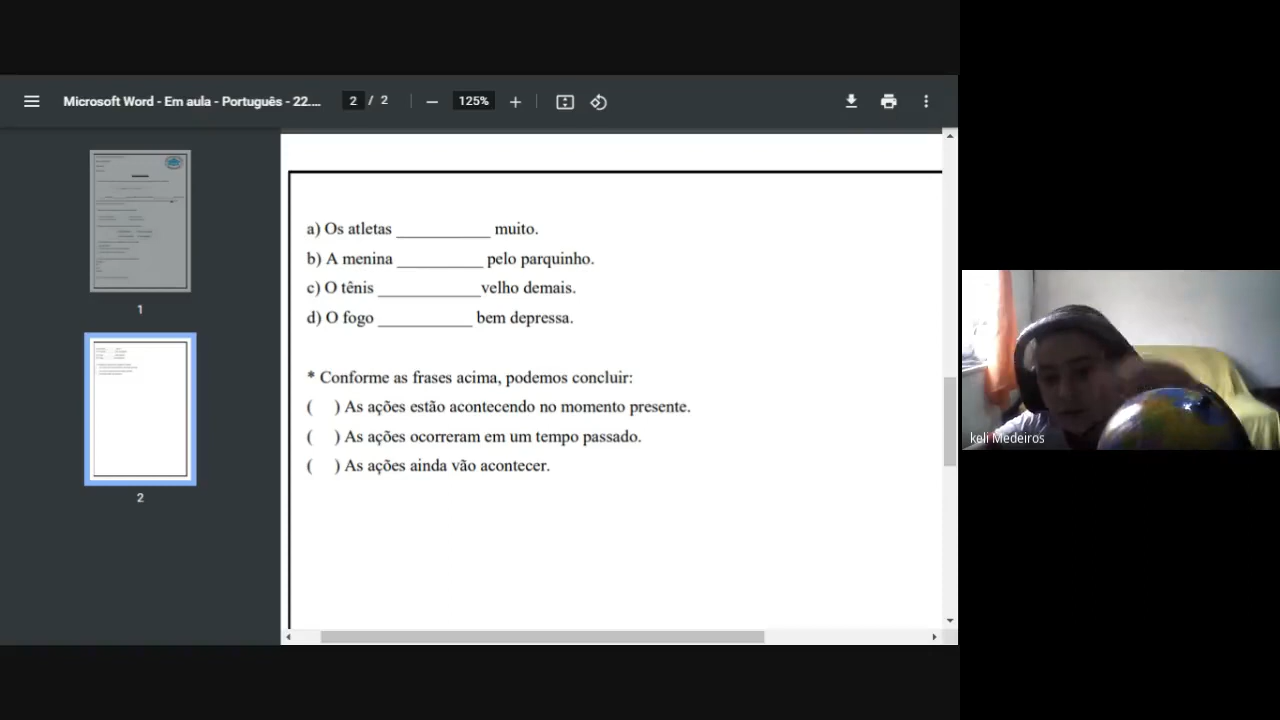 Microsoft Word - Em aula - Português - 22....
2 / 2
125%
a) Os atletas ___________ muito.
b) A menina __________ pelo parquinho.
c) O tênis ____________velho demais.
d) O fogo ___________ bem depressa.
* Conforme as frases acima, podemos concluir:
( ) As ações estão acontecendo no momento presente.
( ) As ações ocorreram em um tempo passado.
( ) As ações ainda vão acontecer.
1
2
keli Medeiros